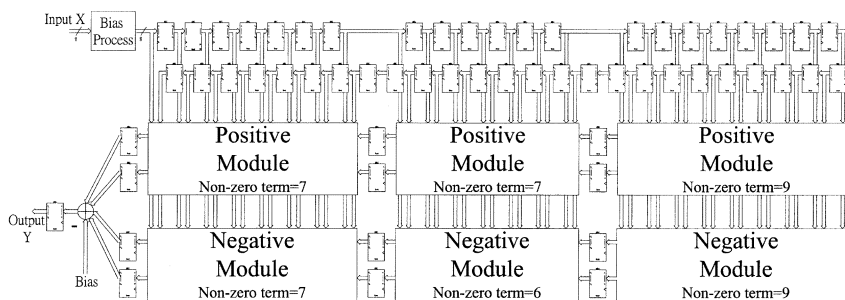 Input X
Bias
Process
Positive
Module
Non-zero term=7
Positive
Module
Non-zero term=7
Positive
Module
Non-zero term=9
Output
Y
Bias
Negative
Module
Non-zero term=7
Negative
Module
Non-zero term=6
Negative
Module
Non-zero term=9